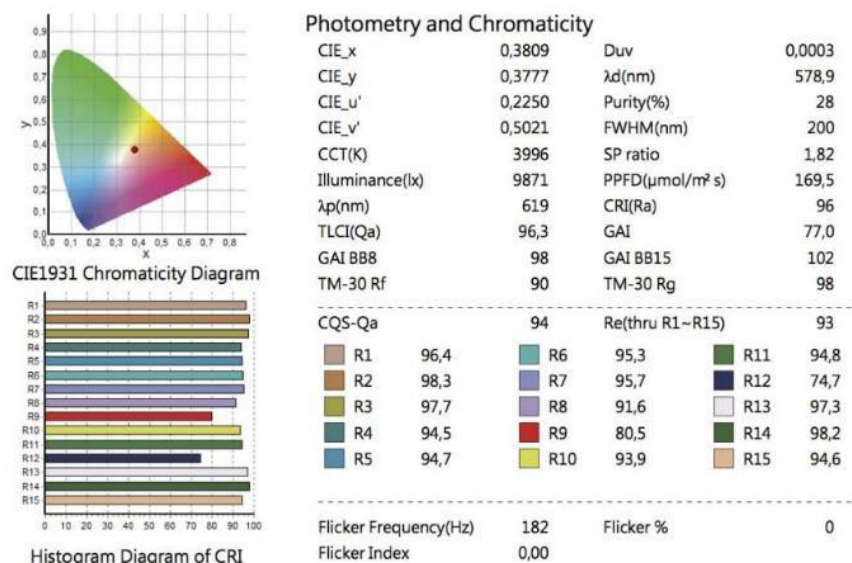 Photometry and Chromaticity
CIE_x 0,3809 Duv 0,0003
CIE_y 0,3777 λd(nm) 578,9
CIE_u' 0,2250 Purity(%) 28
CIE_v' 0,5021 FWHM(nm) 200
CCT(K) 3996 SP ratio 1,82
Illuminance(lx) 9871 PPFD(μmol/m² s) 169,5
λp(nm) 619 CRI(Ra) 96
TLCI(Qa) 96,3 GAI 77,0
GAI BB8 98 GAI BB15 102
TM-30 Rf 90 TM-30 Rg 98
CQS-Qa 94 Re(thru R1~R15) 93
R1 96,4 R6 95,3 R11 94,8
R2 98,3 R7 95,7 R12 74,7
R3 97,7 R8 91,6 R13 97,3
R4 94,5 R9 80,5 R14 98,2
R5 94,7 R10 93,9 R15 94,6
Flicker Frequency(Hz) 182 Flicker % 0
Flicker Index 0,00
0,9
0,8
0,7
0,6
0,5
y
0,4
0,3
0,2
0,1
0,0
0,0 0,1 0,2 0,3 0,4 0,5 0,6 0,7 0,8
x
CIE1931 Chromaticity Diagram
R1
R2
R3
R4
R5
R6
R7
R8
R9
R10
R11
R12
R13
R14
R15
0 10 20 30 40 50 60 70 80 90 100
Histogram Diagram of CRI